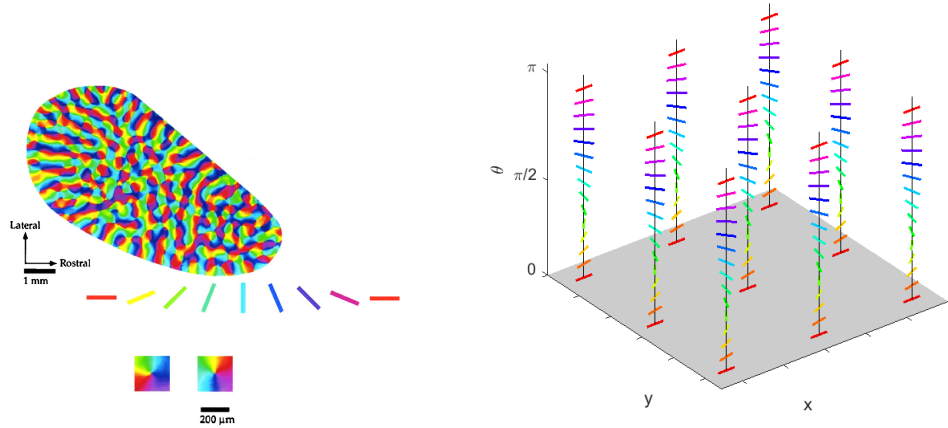 Lateral
Rostral
1 mm
200 μm
π
θ
π/2
0
y
x